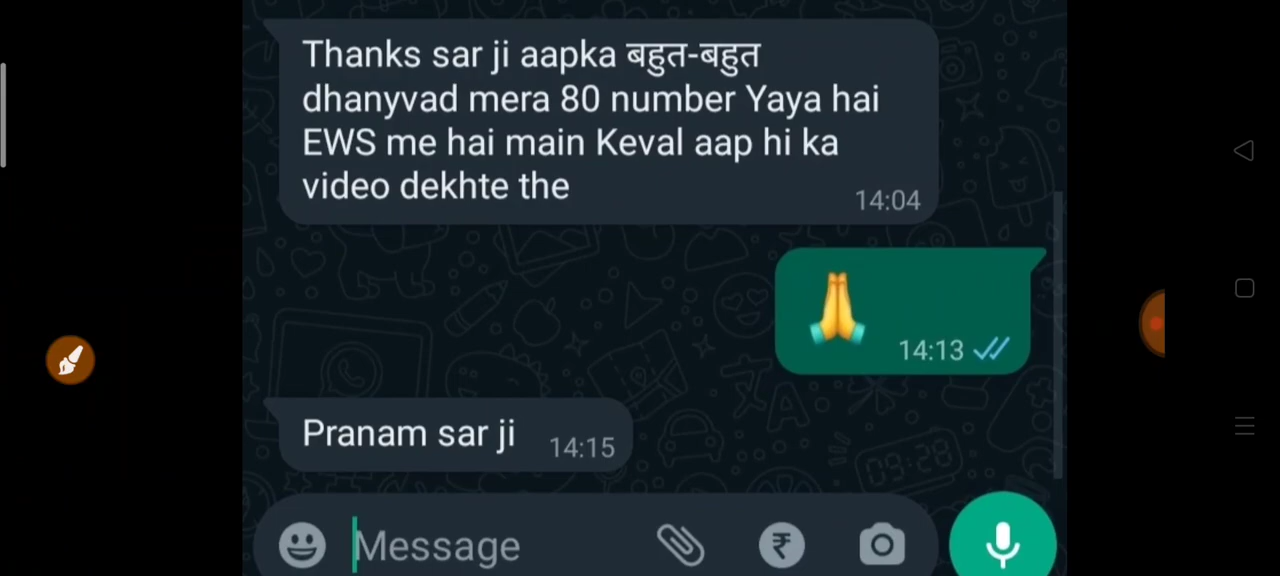 Thanks sar ji aapka बहुत-बहुत
dhanyvad mera 80 number Yaya hai
EWS me hai main Keval aap hi ka
video dekhte the
14:04
🙏
14:13
Pranam sar ji
14:15
Message